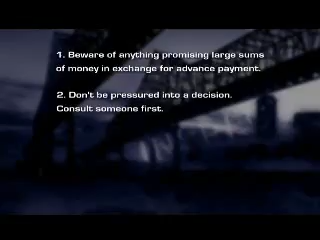 1. Beware of anything promising large sums
of money in exchange for advance payment.
2. Don't be pressured into a decision.
Consult someone first.